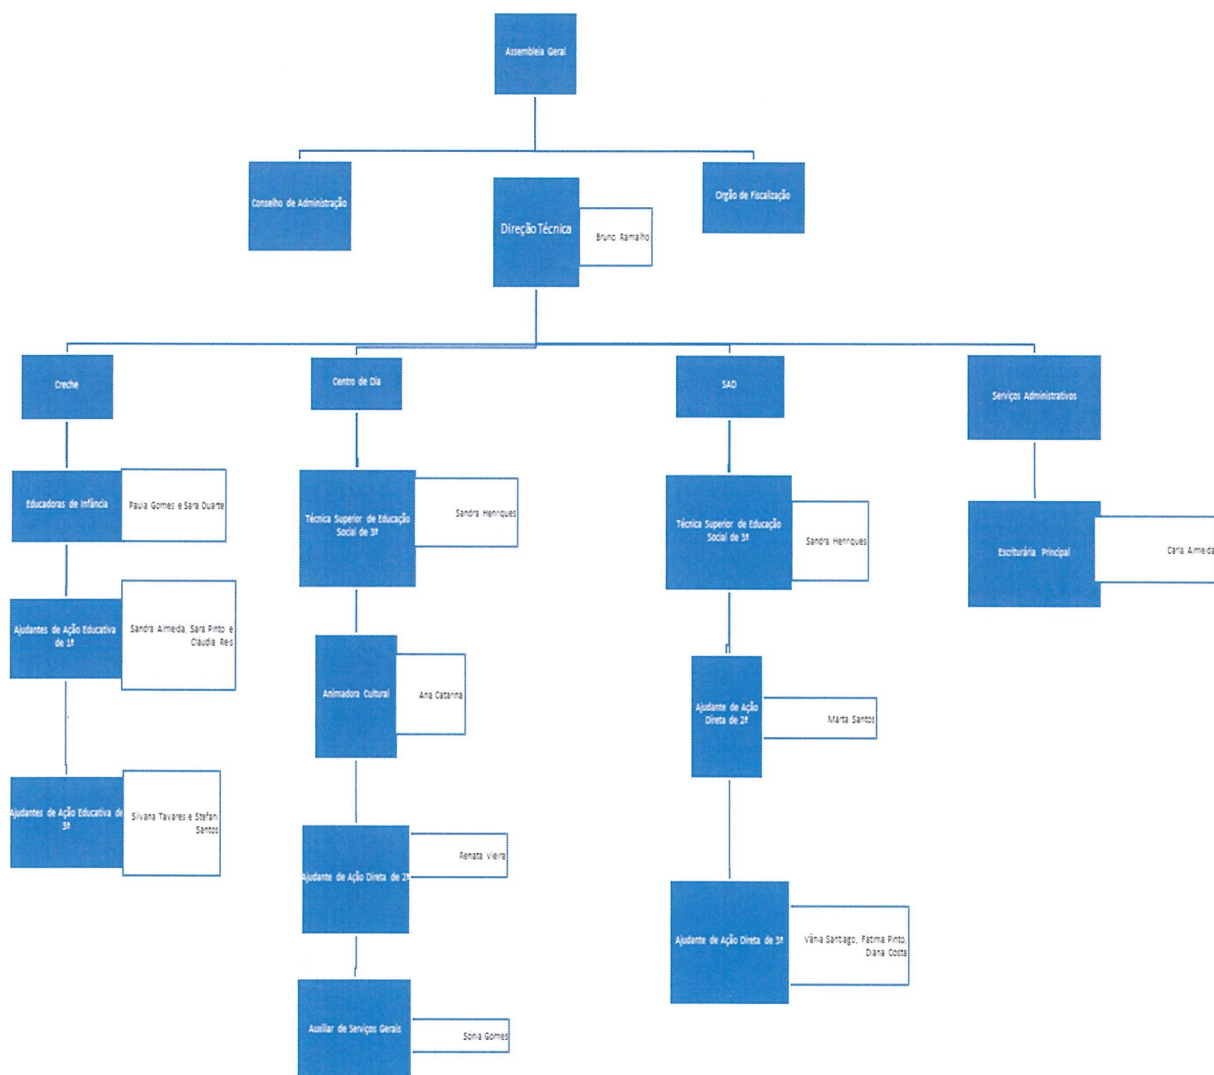 Assembleia Geral
Conselho de Administração
Orgão de Fiscalização
Direção Técnica
Bruno Ramalho
Creche
Centro de Dia
SAD
Serviços Administrativos
Educadoras de Infância
Paula Gomes e Sara Duarte
Técnica Superior de Educação
Social de 3ª
Sandra Henriques
Técnica Superior de Educação
Social de 3ª
Sandra Henriques
Escriturária Principal
Carla Almeida
Ajudantes de Ação Educativa
de 1ª
Sandra Almeida, Sara Pinto e
Claudia Reis
Animadora Cultural
Ana Catarina
Ajudante de Ação
Direta de 2ª
Marta Santos
Ajudantes de Ação Educativa de
3ª
Silvana Tavares e Stefan
Santos
Ajudante de Ação Direta de 2ª
Renata Vieira
Ajudante de Ação Direta de 3ª
Vânia Santiago, Fatima Pinto,
Diana Costa
Auxiliar de Serviços Gerais
Sonia Gomes